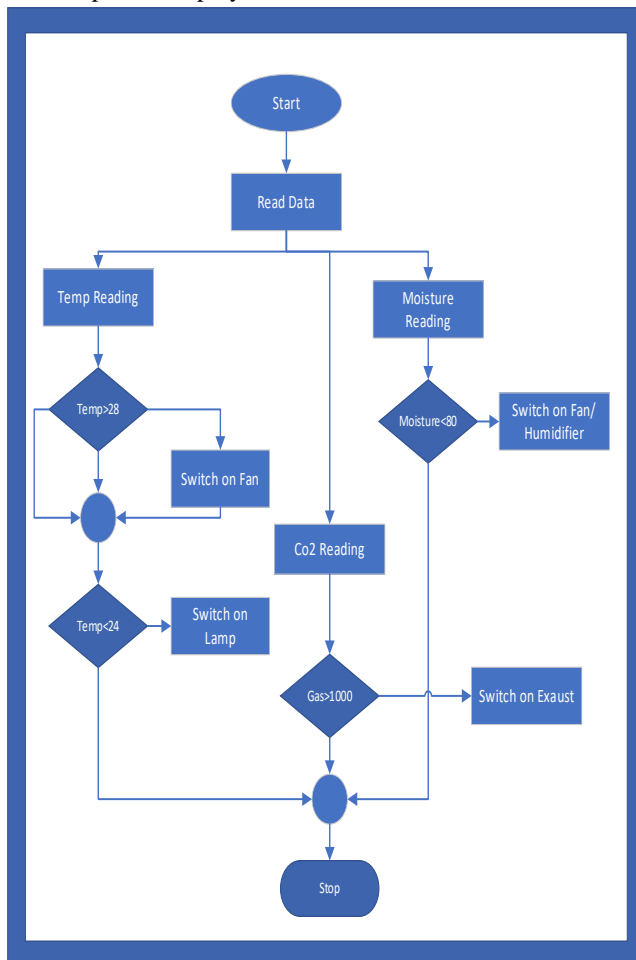 Start
Read Data
Temp Reading
Moisture
Reading
Temp>28
Moisture<80
Switch on Fan/
Humidifier
Switch on Fan
Co2 Reading
Temp<24
Switch on
Lamp
Gas>1000
Switch on Exaust
Stop